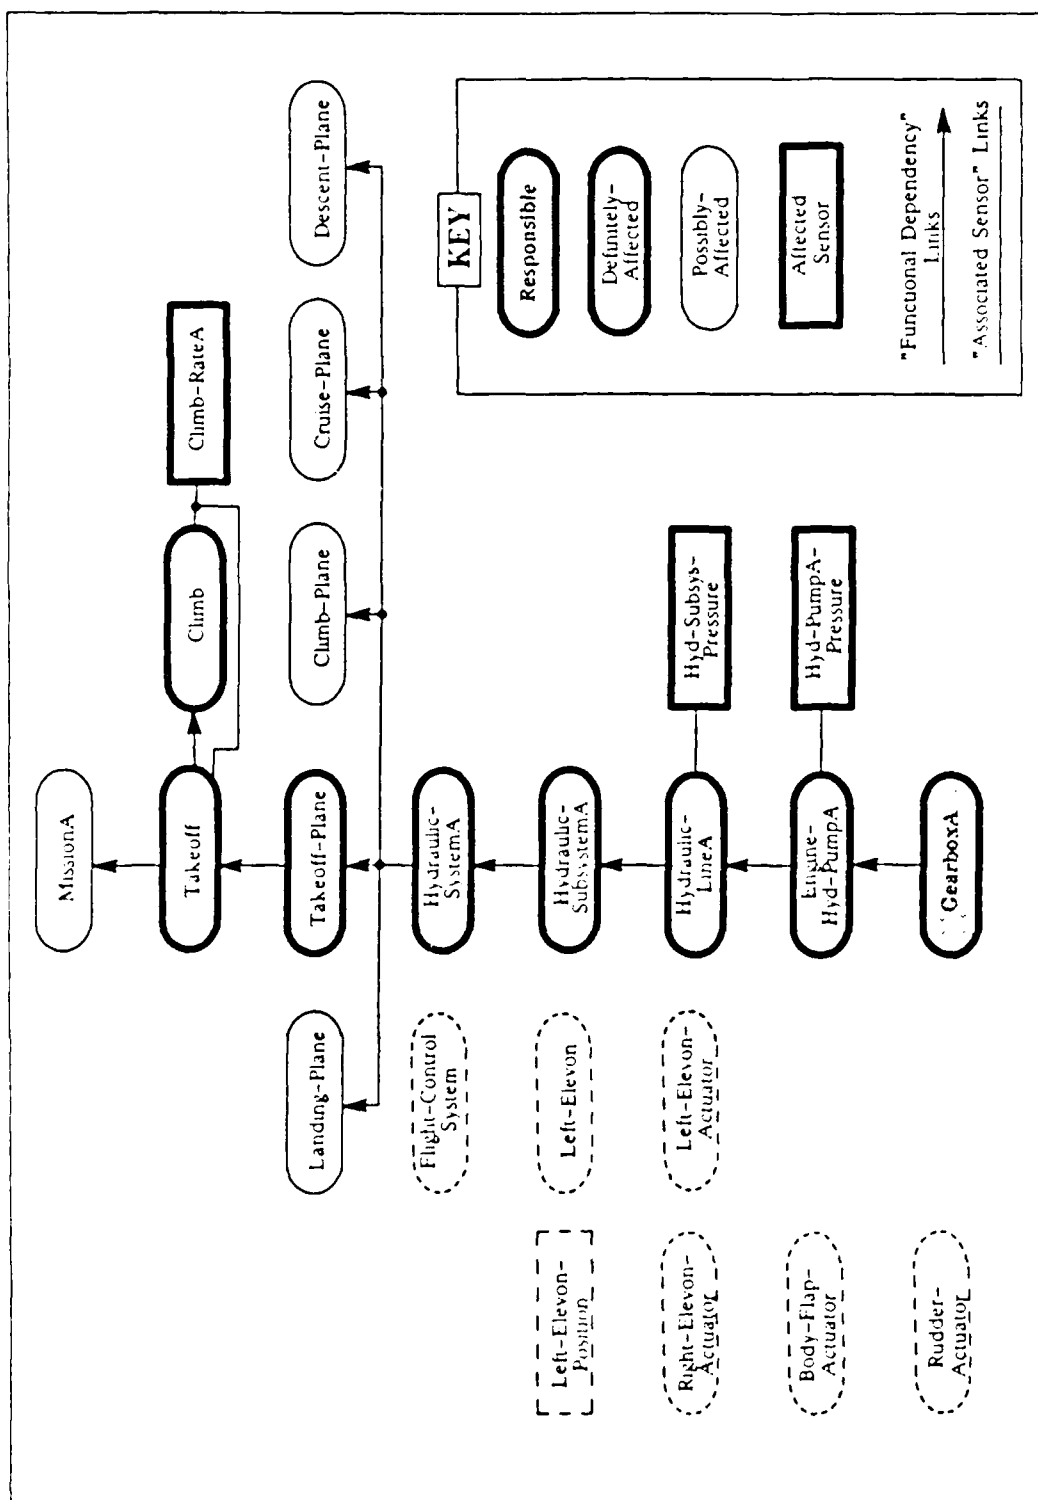 MissionA
Takeoff
Climb
Climb-RateA
Landing-Plane
Takeoff-Plane
Climb-Plane
Cruise-Plane
Descent-Plane
Flight-Control
System
Hydraulic-
SystemA
Left-Elevon-
Position
Left-Elevon
Hydraulic-
SubsystemA
Right-Elevon-
Actuator
Left-Elevon-
Actuator
Hydraulic-
LineA
Hyd-Subsys-
Pressure
Body-Flap-
Actuator
Engine-
Hyd-PumpA
Hyd-PumpA-
Pressure
Rudder-
Actuator
GearboxA
KEY
Responsible
Definitely-
Affected
Possibly-
Affected
Affected
Sensor
"Functional Dependency"
Links
"Associated Sensor" Links